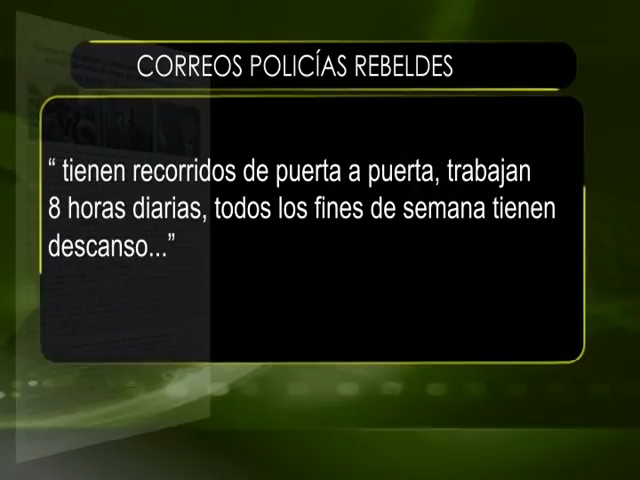 CORREOS POLICÍAS REBELDES
“ tienen recorridos de puerta a puerta, trabajan
8 horas diarias, todos los fines de semana tienen
descanso...”